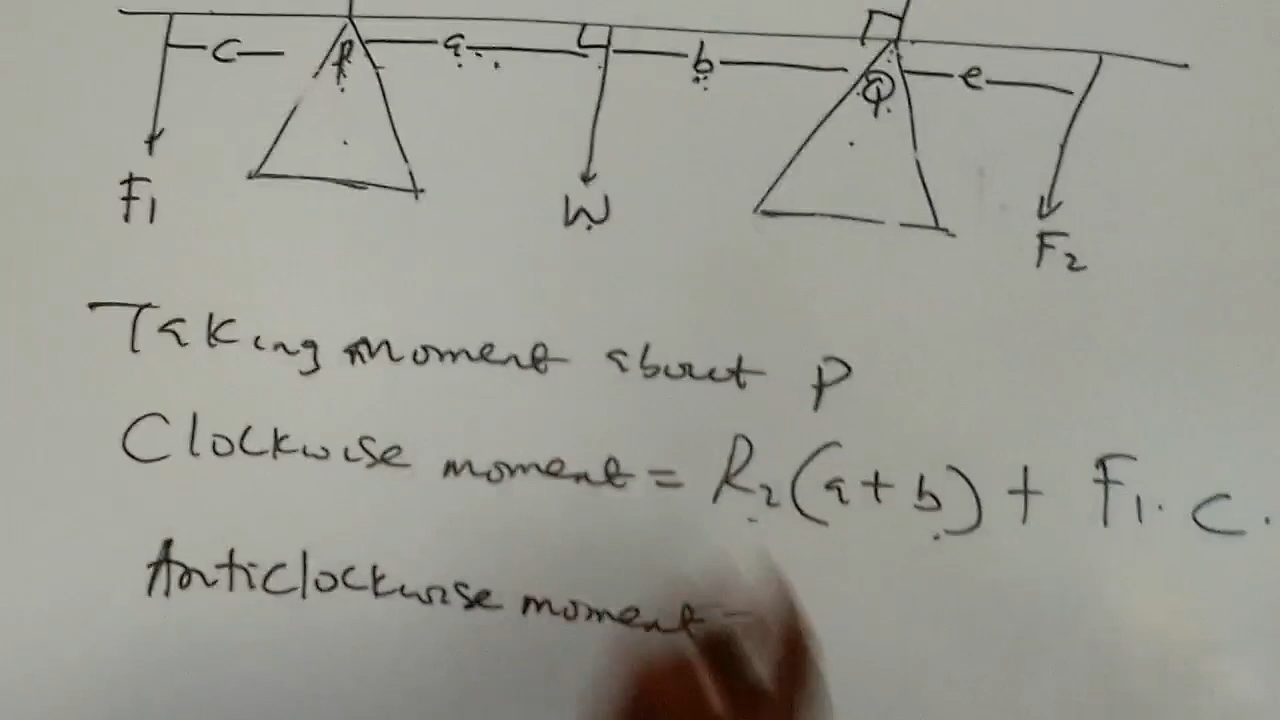 c P a b Q e
F1 W F2
Taking moment about P
Clockwise moment = R2(a+b) + F1. c.
Anticlockwise moment =